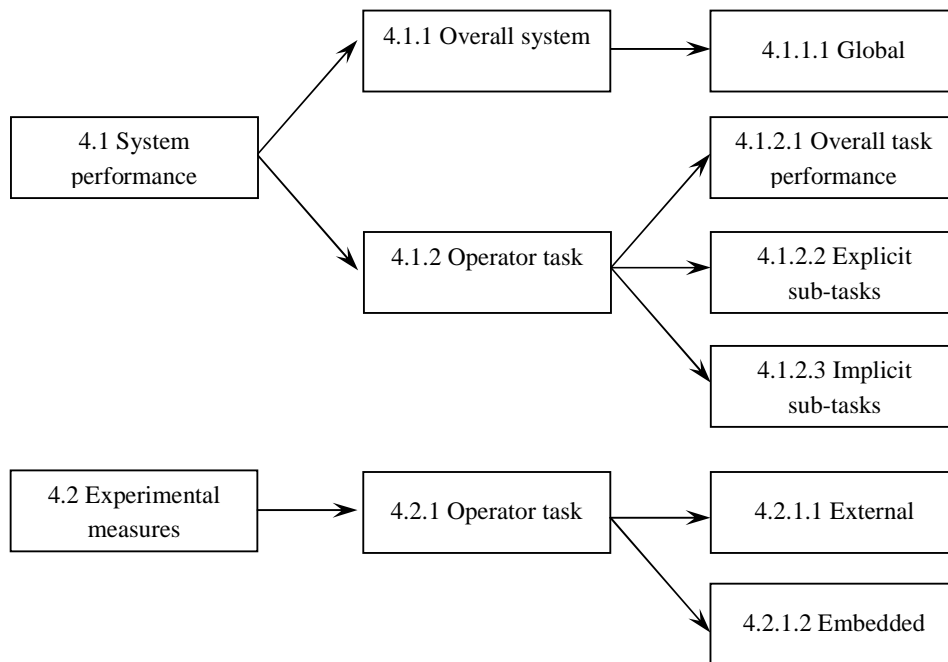 4.1.1 Overall system
4.1.1.1 Global
4.1 System
performance
4.1.2.1 Overall task
performance
4.1.2 Operator task
4.1.2.2 Explicit
sub-tasks
4.1.2.3 Implicit
sub-tasks
4.2 Experimental
measures
4.2.1 Operator task
4.2.1.1 External
4.2.1.2 Embedded